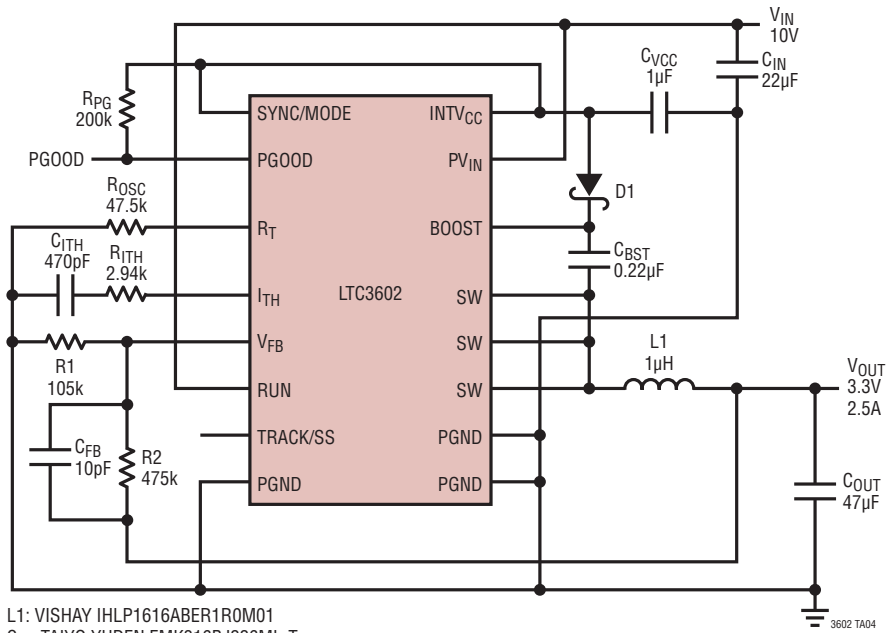 V_IN
10V
C_VCC
1µF
C_IN
22µF
R_PG
200k
SYNC/MODE
INTV_CC
PGOOD
PGOOD
PV_IN
R_OSC
47.5k
D1
R_T
BOOST
C_ITH
470pF
R_ITH
2.94k
C_BST
0.22µF
LTC3602
I_TH
SW
V_FB
SW
L1
1µH
R1
105k
V_OUT
3.3V
2.5A
RUN
SW
TRACK/SS
PGND
C_FB
10pF
R2
475k
PGND
PGND
C_OUT
47µF
L1: VISHAY IHLP1616ABER1R0M01
3602 TA04